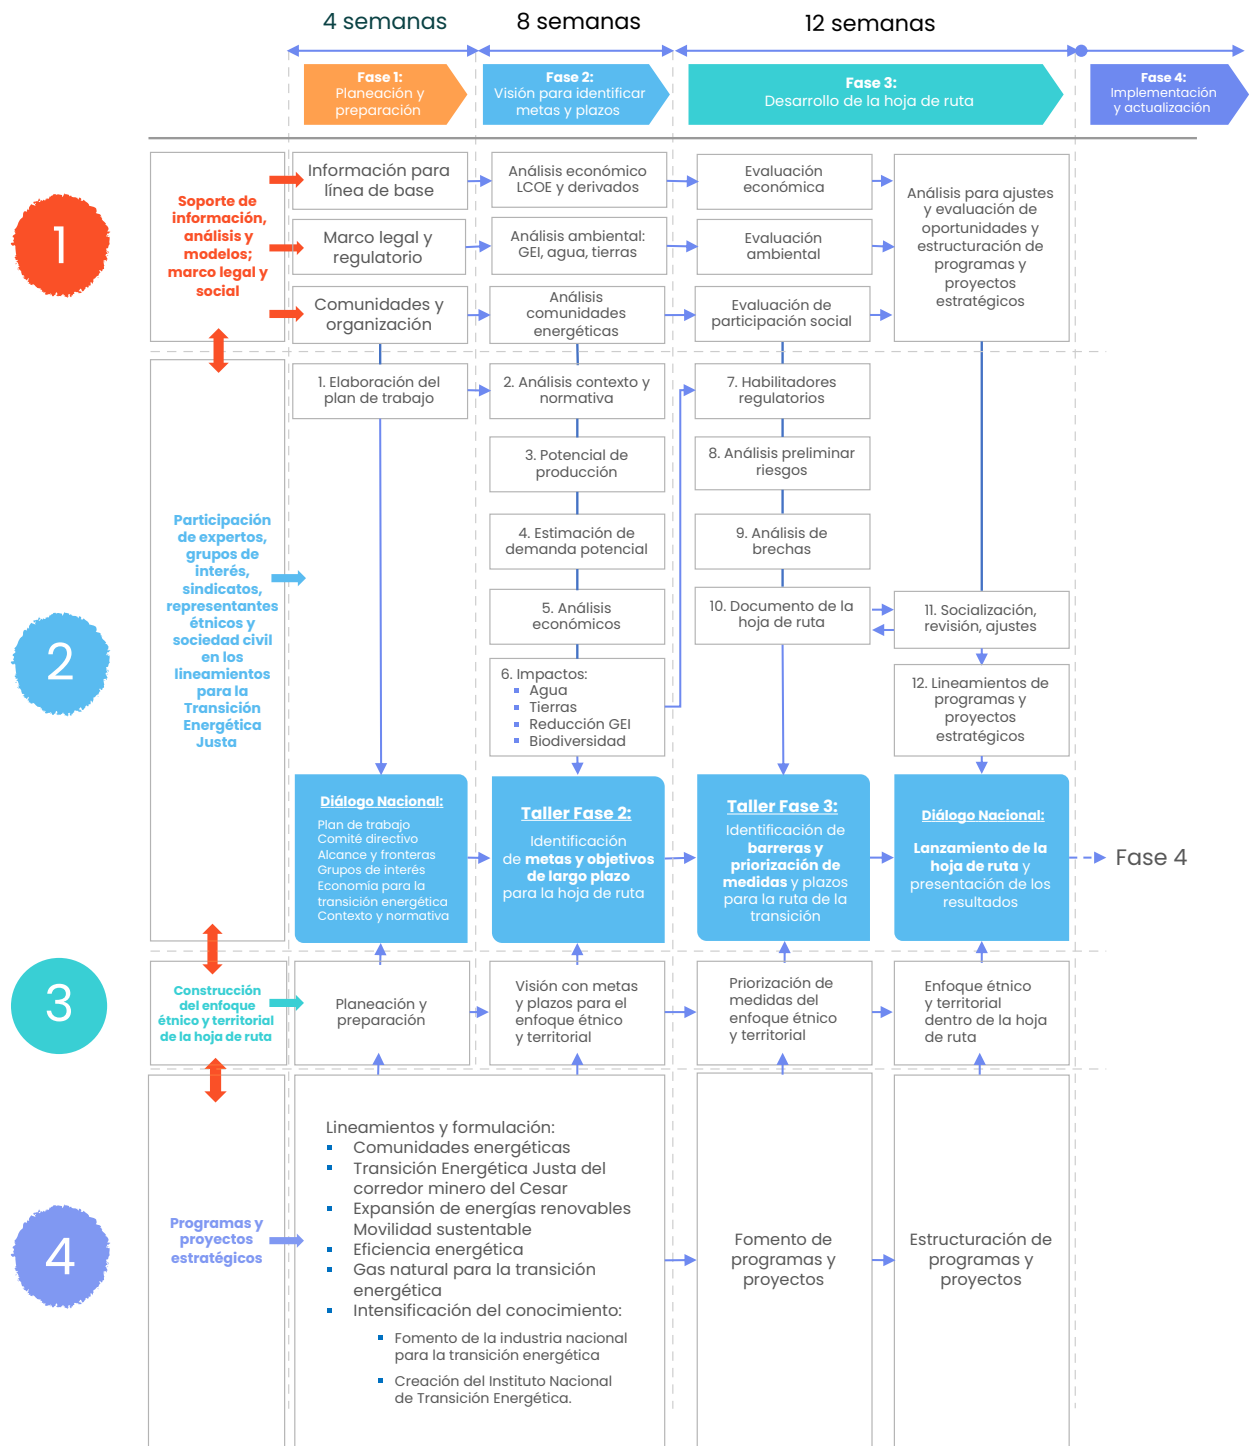 4 semanas
8 semanas
12 semanas
Fase 1:
Planeación y
preparación
Fase 2:
Visión para identificar
metas y plazos
Fase 3:
Desarrollo de la hoja de ruta
Fase 4:
Implementación
y actualización
1
Soporte de
información,
análisis y
modelos;
marco legal y
social
Información para
línea de base
Análisis económico
LCOE y derivados
Evaluación
económica
Análisis para ajustes
y evaluación de
oportunidades y
estructuración de
programas y
proyectos
estratégicos
Marco legal y
regulatorio
Análisis ambiental:
GEI, agua, tierras
Evaluación
ambiental
Comunidades y
organización
Análisis
comunidades
energéticas
Evaluación de
participación social
2
Participación
de expertos,
grupos de
interés,
sindicatos,
representantes
étnicos y
sociedad civil
en los
lineamientos
para la
Transición
Energética
Justa
1. Elaboración del
plan de trabajo
2. Análisis contexto y
normativa
3. Potencial de
producción
4. Estimación de
demanda potencial
5. Análisis
económicos
6. Impactos:
Agua
Tierras
Reducción GEI
Biodiversidad
7. Habilitadores
regulatorios
8. Análisis preliminar
riesgos
9. Análisis de
brechas
10. Documento de la
hoja de ruta
11. Socialización,
revisión, ajustes
12. Lineamientos de
programas y
proyectos
estratégicos
Diálogo Nacional:
Plan de trabajo
Comité directivo
Alcance y fronteras
Grupos de interés
Economía para la
transición energética
Contexto y normativa
Taller Fase 2:
Identificación
de metas y objetivos
de largo plazo
para la hoja de ruta
Taller Fase 3:
Identificación de
barreras y
priorización de
medidas y plazos
para la ruta de la
transición
Diálogo Nacional:
Lanzamiento de la
hoja de ruta y
presentación de los
resultados
Fase 4
3
Construcción
del enfoque
étnico y territorial
de la hoja de ruta
Planeación y
preparación
Visión con metas
y plazos para el
enfoque étnico
y territorial
Priorización de
medidas del
enfoque étnico
y territorial
Enfoque étnico
y territorial
dentro de la hoja
de ruta
4
Programas y
proyectos
estratégicos
Lineamientos y formulación:
Comunidades energéticas
Transición Energética Justa del
corredor minero del Cesar
Expansión de energías renovables
Movilidad sustentable
Eficiencia energética
Gas natural para la transición
energética
Intensificación del conocimiento:
Fomento de la industria nacional
para la transición energética
Creación del Instituto Nacional
de Transición Energética.
Fomento de
programas y
proyectos
Estructuración de
programas y
proyectos